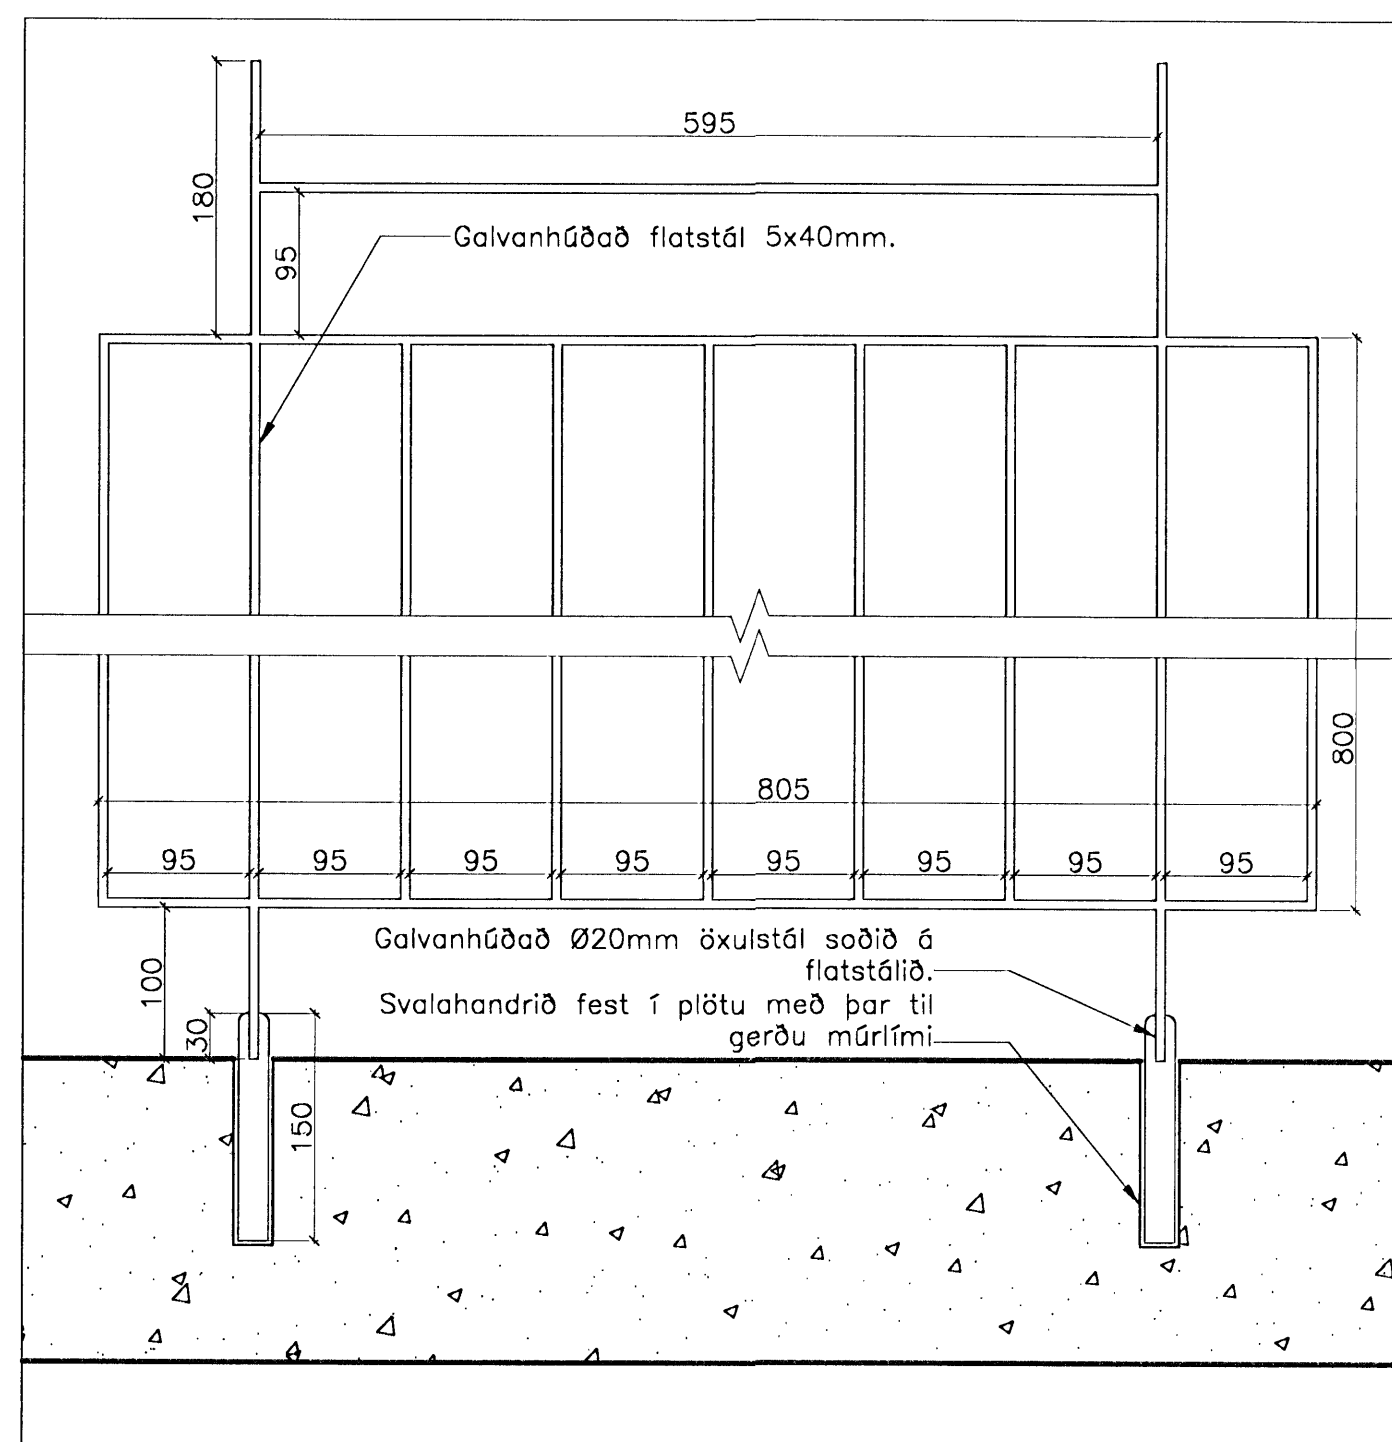 595
180
95
Galvanhúðað flatstál 5x40mm.
800
805
95 95 95 95 95 95 95 95
100
30
150
Galvanhúðað Ø20mm öxulstál soðið á
flatstálið.
Svalahandrið fest í plötu með þar til
gerðu múrlími